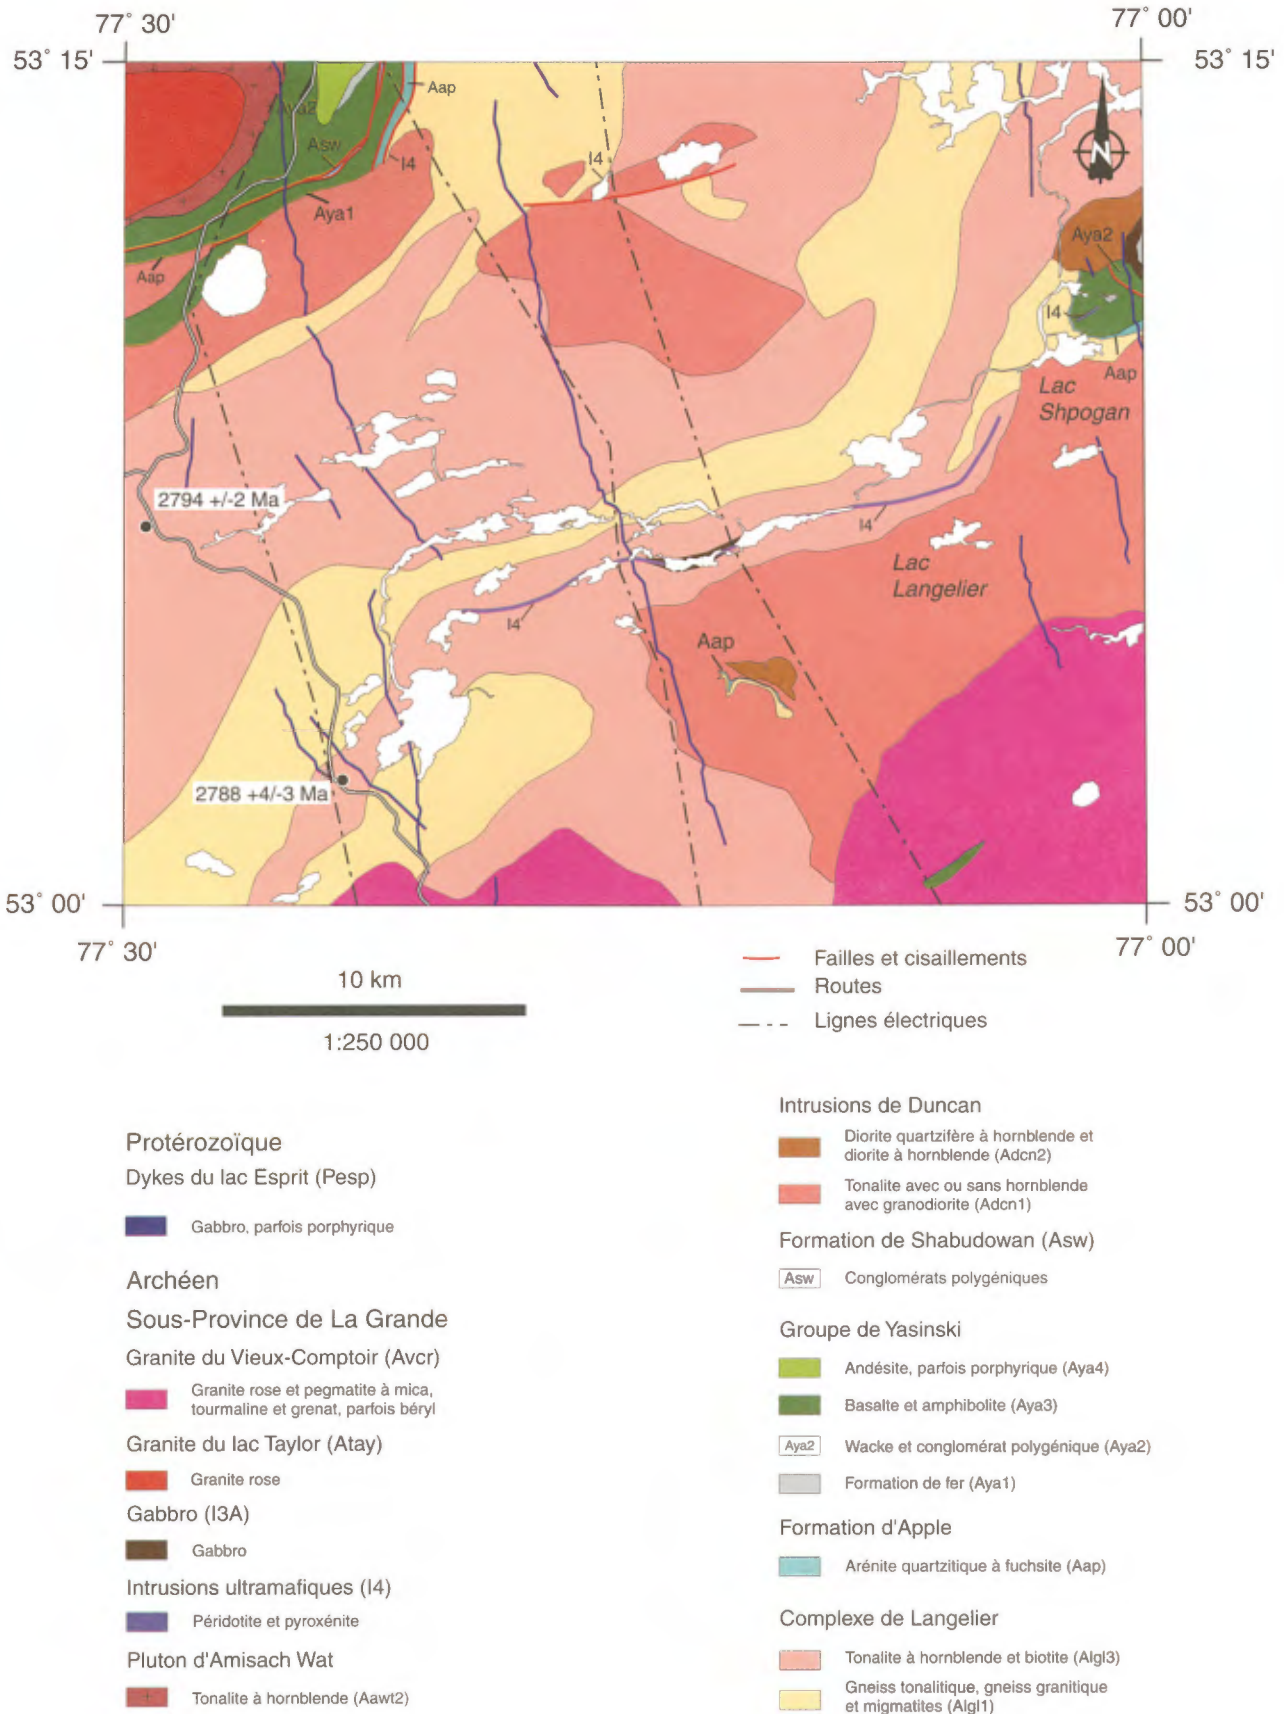 77° 30'
77° 00'
53° 15'
53° 15'
Aap
Aya2
Asw
I4
I4
N
Aya1
Aya2
Aap
I4
Aap
Lac
Shpogan
2794 +/-2 Ma
I4
Lac
Langelier
I4
Aap
2788 +4/-3 Ma
53° 00'
53° 00'
77° 30'
77° 00'
10 km
1:250 000
Failles et cisaillements
Routes
Lignes électriques
Protérozoïque
Dykes du lac Esprit (Pesp)
Gabbro, parfois porphyrique
Archéen
Sous-Province de La Grande
Granite du Vieux-Comptoir (Avcr)
Granite rose et pegmatite à mica,
tourmaline et grenat, parfois béryl
Granite du lac Taylor (Atay)
Granite rose
Gabbro (I3A)
Gabbro
Intrusions ultramafiques (I4)
Péridotite et pyroxénite
Pluton d'Amisach Wat
Tonalite à hornblende (Aawt2)
Intrusions de Duncan
Diorite quartzifère à hornblende et
diorite à hornblende (Adcn2)
Tonalite avec ou sans hornblende
avec granodiorite (Adcn1)
Formation de Shabudowan (Asw)
Asw Conglomérats polygéniques
Groupe de Yasinski
Andésite, parfois porphyrique (Aya4)
Basalte et amphibolite (Aya3)
Aya2 Wacke et conglomérat polygénique (Aya2)
Formation de fer (Aya1)
Formation d'Apple
Arénite quartzitique à fuchsite (Aap)
Complexe de Langelier
Tonalite à hornblende et biotite (Algl3)
Gneiss tonalitique, gneiss granitique
et migmatites (Algl1)